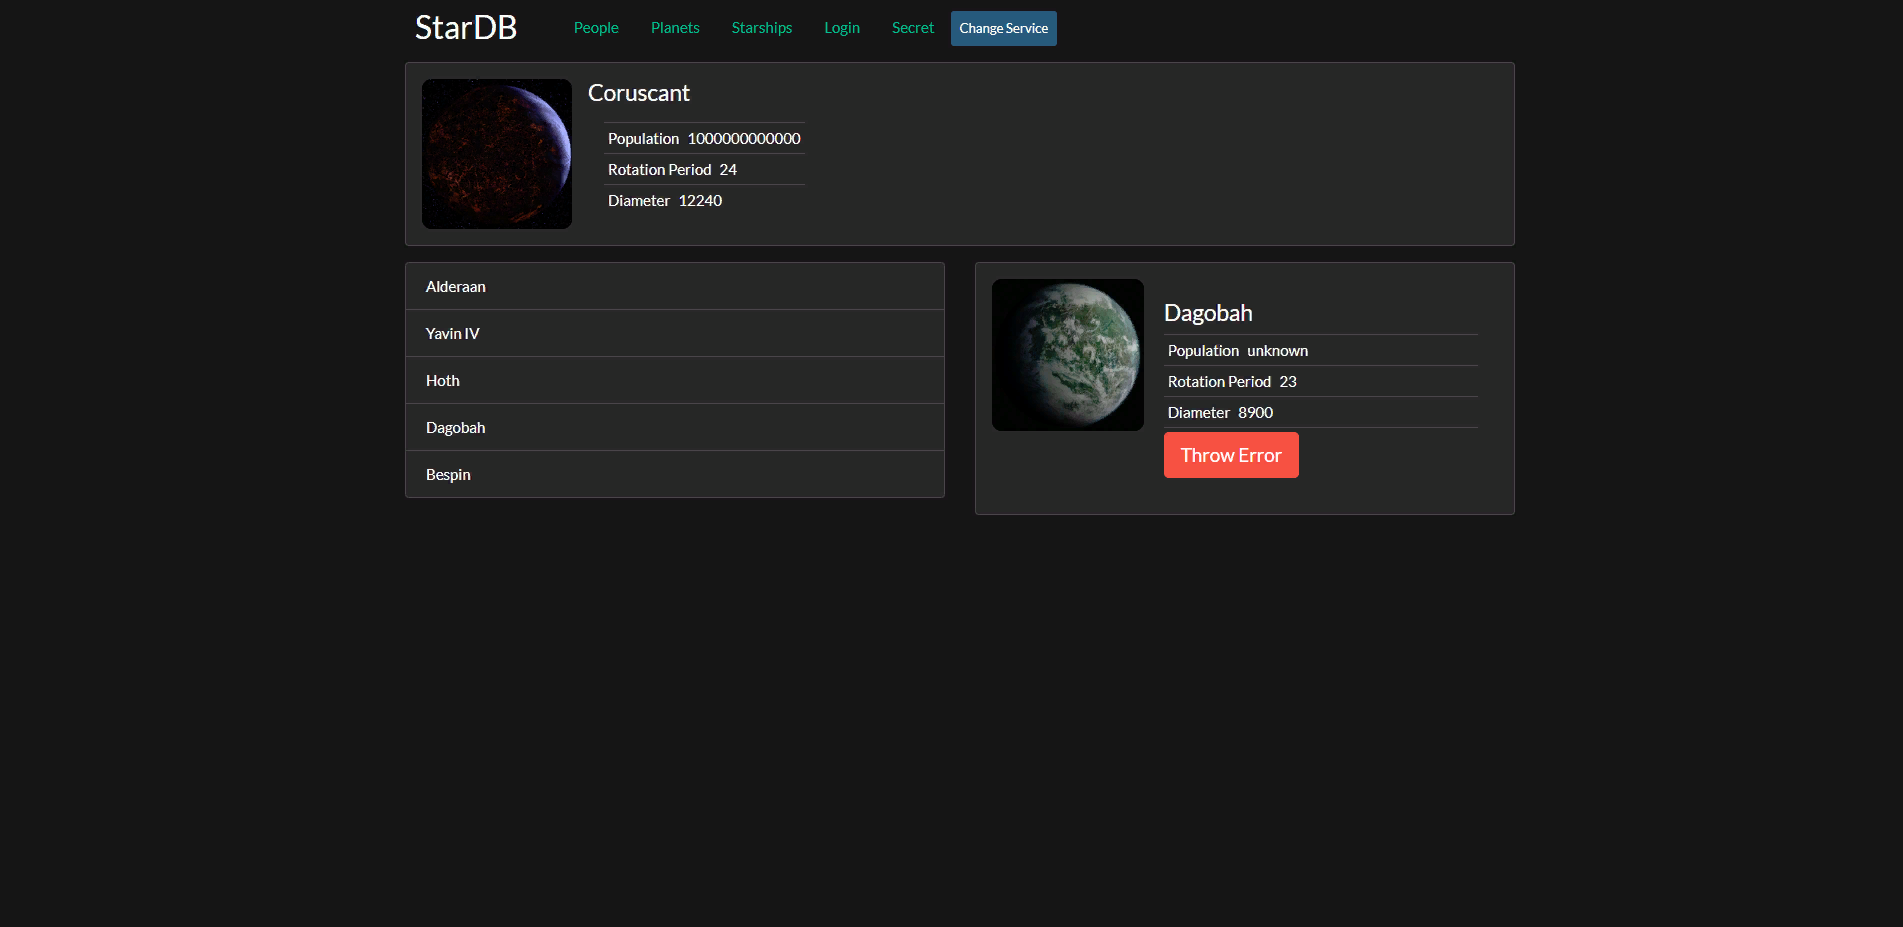 StarDB People Planets Starships Login Secret Change Service
Coruscant
Population 1000000000000
Rotation Period 24
Diameter 12240
Alderaan
Yavin IV
Hoth
Dagobah
Bespin
Dagobah
Population unknown
Rotation Period 23
Diameter 8900
Throw Error